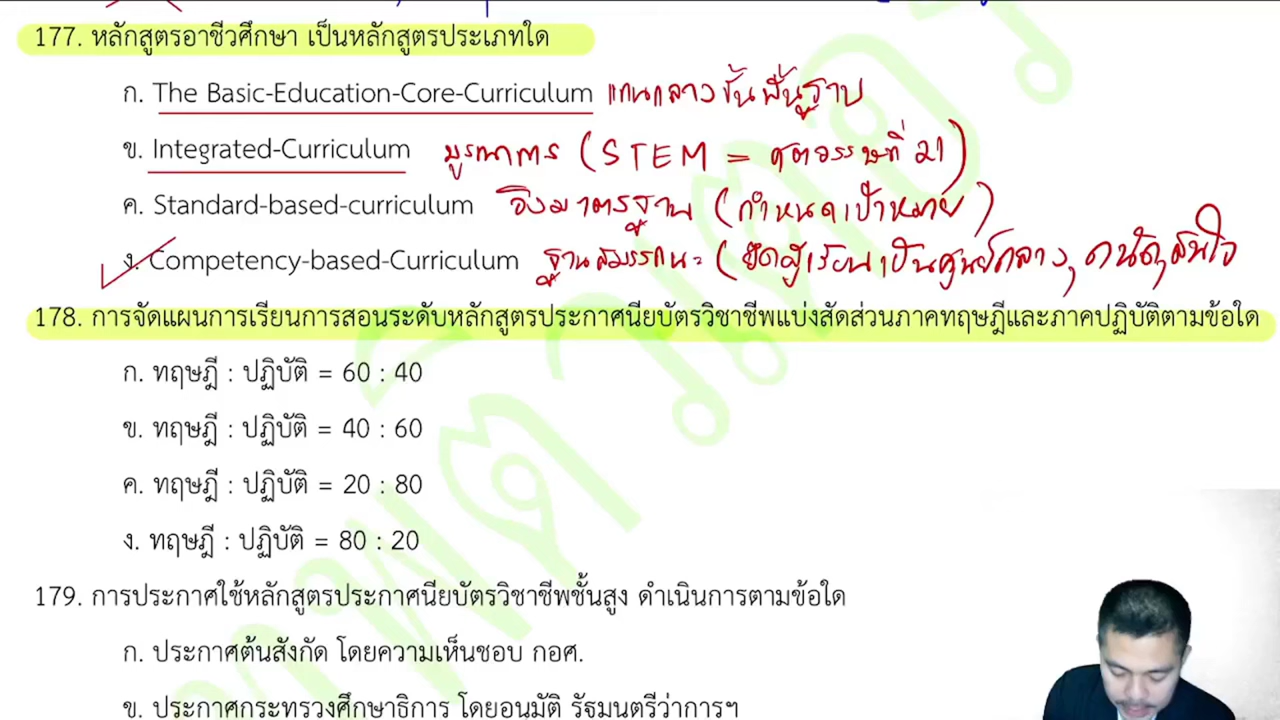 177. หลักสูตรอาชีวศึกษา เป็นหลักสูตรประเภทใด
ก. The Basic-Education-Core-Curriculum แกนกลางขั้นพื้นฐาน
ข. Integrated-Curriculum บูรณาการ (STEM = ศตวรรษที่ 21)
ค. Standard-based-curriculum อิงมาตรฐาน (กำหนดเป้าหมาย)
ง. Competency-based-Curriculum ฐานสมรรถนะ (ยึดผู้เรียนเป็นศูนย์กลาง, ถนัด, สนใจ
178. การจัดแผนการเรียนการสอนระดับหลักสูตรประกาศนียบัตรวิชาชีพแบ่งสัดส่วนภาคทฤษฎีและภาคปฏิบัติตามข้อใด
ก. ทฤษฎี : ปฏิบัติ = 60 : 40
ข. ทฤษฎี : ปฏิบัติ = 40 : 60
ค. ทฤษฎี : ปฏิบัติ = 20 : 80
ง. ทฤษฎี : ปฏิบัติ = 80 : 20
179. การประกาศใช้หลักสูตรประกาศนียบัตรวิชาชีพชั้นสูง ดำเนินการตามข้อใด
ก. ประกาศต้นสังกัด โดยความเห็นชอบ กอศ.
ข. ประกาศกระทรวงศึกษาธิการ โดยอนุมัติ รัฐมนตรีว่าการฯ